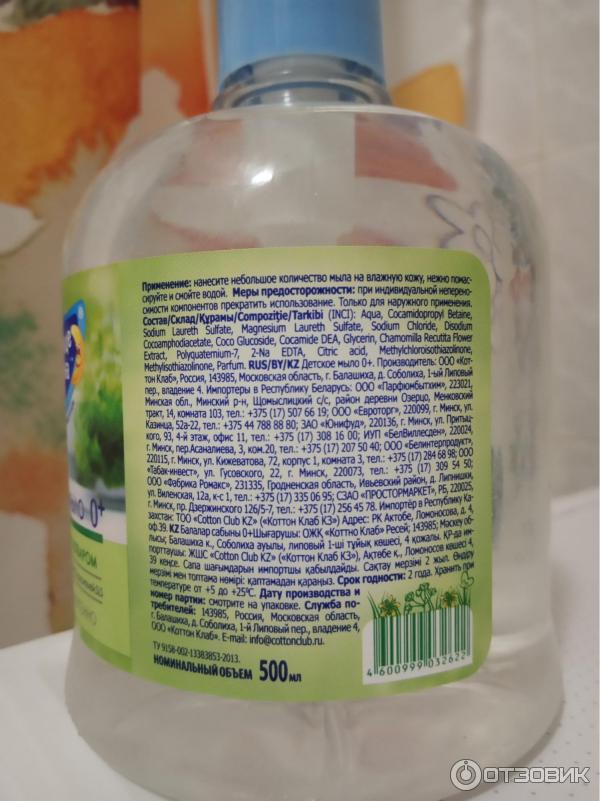 Применение: нанесите небольшое количество мыла на влажную кожу, нежно помас-
сируйте и смойте водой. Меры предосторожности: при индивидуальной неперено-
симости компонентов прекратить использование. Только для наружного применения.
Состав/Склад/Құрамы/Compoziție/Tarkibi (INCI): Aqua, Cocamidopropyl Betaine,
Sodium Laureth Sulfate, Magnesium Laureth Sulfate, Sodium Chloride, Disodium
Cocoamphodiacetate, Coco Glucoside, Cocamide DEA, Glycerin, Chamomilla Recutita Flower
Extract, Polyquaternium-7, 2-Na EDTA, Citric acid, Methylchloroisothiazolinone,
Methylisothiazolinone, Parfum. RUS/BY/KZ Детское мыло 0+. Изготовитель: ООО «Кот-
тон Клаб», Россия, 143985, Московская область, г. Балашиха, д. Соболиха, 1-ый Липовый
пер., владение 4. Импортеры в Республику Беларусь: ООО «Парфюмбытхим», 223021,
Минская обл., Минский р-н, Щомыслицкий с/с, район деревни Озерцо, Менковский
тракт, 14, комната 103, тел.: +375 (17) 507 66 19; ООО «Евроторг», 220099, г. Минск, ул.
Казинца, 52а-22, тел.: +375 44 788 88 80; ЗАО «Юнифуд», 220136, г. Минск, ул. Притыц-
кого, 93, 4-й этаж, офис 11, тел.: +375 (17) 308 16 00; ИУП «БелВиллесден», 220024,
г. Минск, пер.Асаналиева, 3, ком.20, тел.: +375 (17) 207 50 40; ООО «Белинтерпродукт»,
220115, г. Минск, ул. Кижеватова, 72, корпус 1, комната 3, тел.: +375 (17) 284 68 98; ООО
«Табак-инвест», ул. Гусовского, 22, г. Минск, 220073, тел.: +375 (17) 309 54 50;
ООО «Фабрика Ромакс», 231335, Гродненская область, Ивьевский район, д. Липнишки,
ул. Виленская, 12а, к-с 1, тел.: +375 (17) 335 06 95; СЗАО «ПРОСТОРМАРКЕТ», РБ, 220025,
г. Минск, пр. Дзержинского 126/5-7, тел.: +375 (17) 256 45 78. Импортёр в Республику Ка-
захстан: ТОО «Cotton Club KZ» («Коттон Клаб КЗ») Адрес: РК Актобе, Ломоносова, д. 4,
оф.39. KZ Балалар сабыны 0+Шығарушы: ОЖҚ «Коттно Клаб» Ресей; 143985; Мәскеу об-
лысы; Балашиха қ., Соболиха ауылы, липовый 1-ші тұйық көшесі, 4 қожалық. ҚР-да им-
порттаушы: ЖШС «Cotton Club KZ» («Коттон Клаб КЗ»), Ақтөбе қ., Ломоносов көшесі 4,
39 кеңсе. Сапа шағымдарын импортшы қабылдайды. Сақтау мерзімі 2 жыл. Өндіру
мерзімі мен топтама нөмірі: қаптамадан қараңыз. Срок годности: 2 года. Хранить при
температуре от +5 до +25ºС. Дата производства и
номер партии: смотрите на упаковке. Служба по-
требителей: 143985, Россия, Московская область,
г. Балашиха, д. Соболиха, 1-й Липовый пер., владение 4,
ООО «Коттон Клаб». E-mail: info@cottonclub.ru
ТУ 9158-002-13383853-2013.
НОМИНАЛЬНЫЙ ОБЪЕМ 500 мл
4 600999 032622
0+
ОТЗОВИК